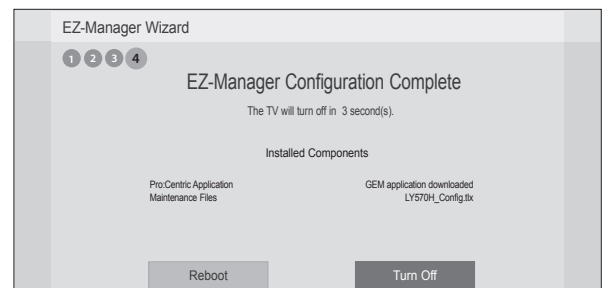 EZ-Manager Wizard
1 2 3 4
EZ-Manager Configuration Complete
The TV will turn off in 3 second(s).
Installed Components
Pro:Centric Application GEM application downloaded
Maintenance Files LY570H_Config.tlx
Reboot Turn Off